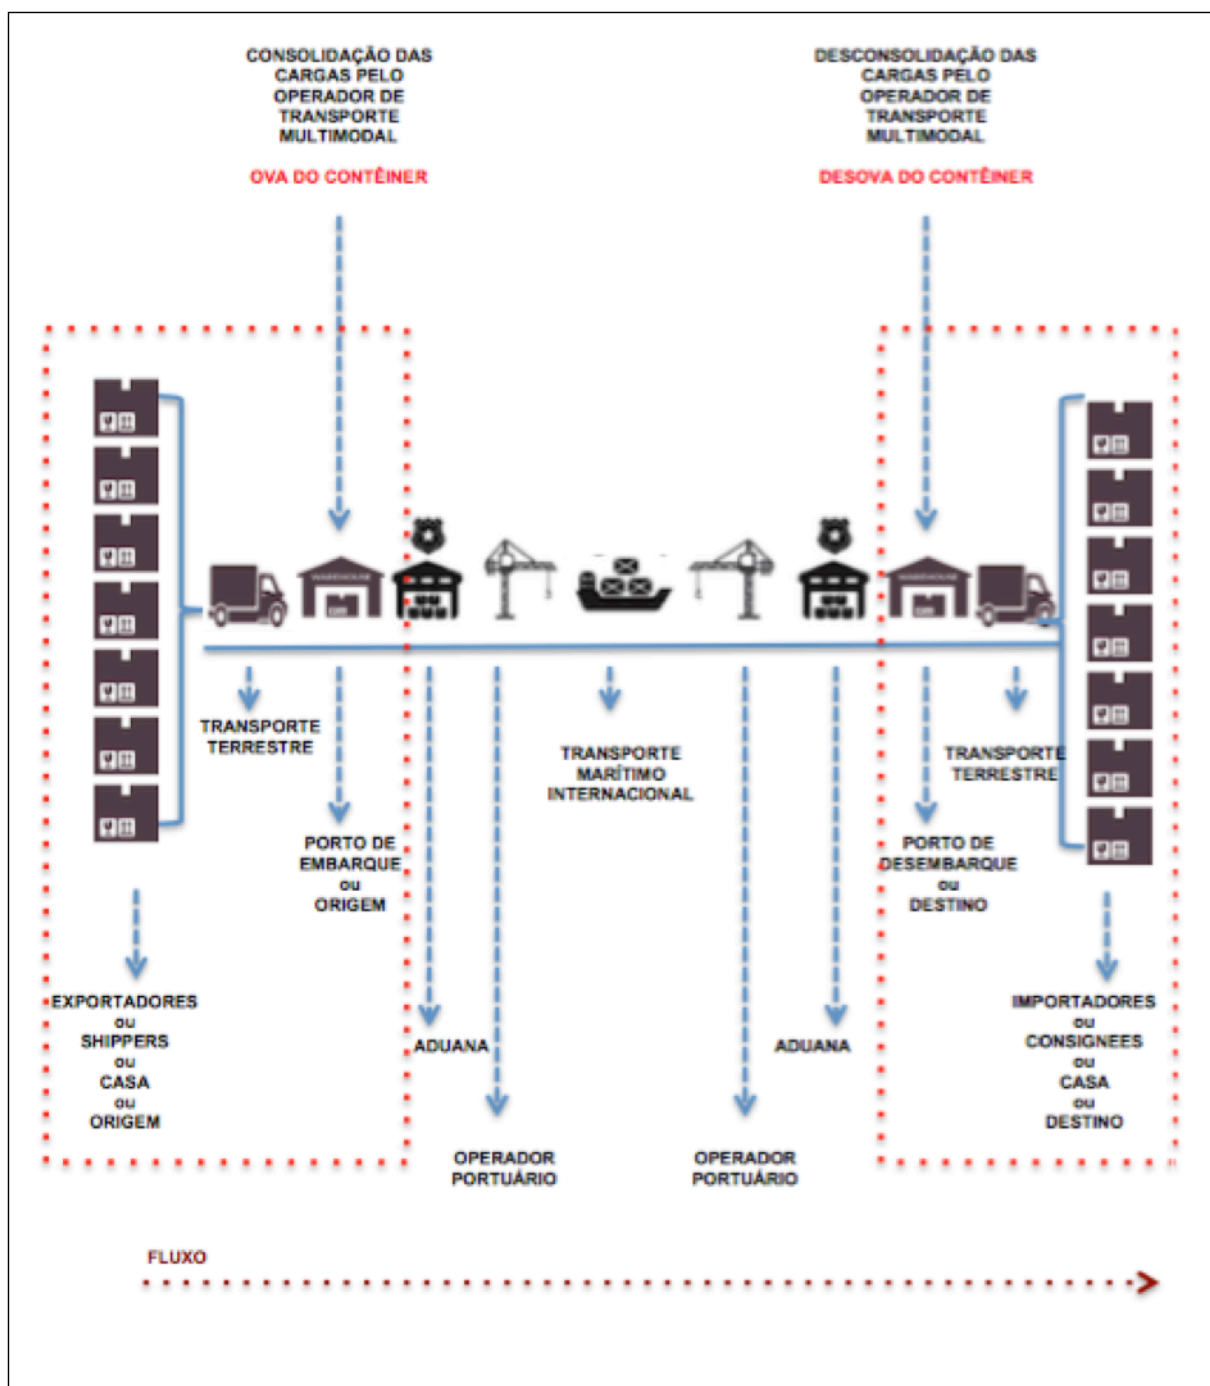 CONSOLIDAÇÃO DAS
CARGAS PELO
OPERADOR DE
TRANSPORTE
MULTIMODAL
OVA DO CONTÊINER
DESCONSOLIDAÇÃO DAS
CARGAS PELO
OPERADOR DE
TRANSPORTE
MULTIMODAL
DESOVA DO CONTÊINER
WAREHOUSE
WAREHOUSE
TRANSPORTE
TERRESTRE
TRANSPORTE
MARÍTIMO
INTERNACIONAL
TRANSPORTE
TERRESTRE
PORTO DE
EMBARQUE
ou
ORIGEM
PORTO DE
DESEMBARQUE
ou
DESTINO
EXPORTADORES
ou
SHIPPERS
ou
CASA
ou
ORIGEM
ADUANA
ADUANA
IMPORTADORES
ou
CONSIGNEES
ou
CASA
ou
DESTINO
OPERADOR
PORTUÁRIO
OPERADOR
PORTUÁRIO
FLUXO